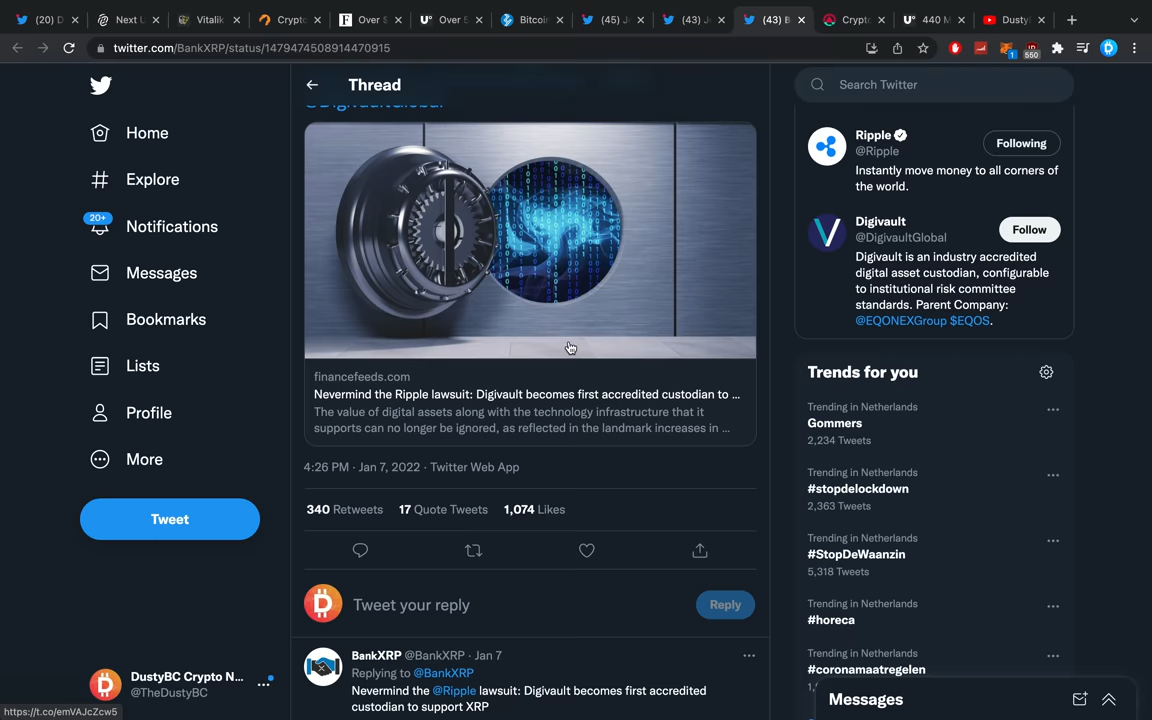 (20) D
Next U
Vitalik
Crypto
Over S
Over 5
Bitcoin
(45) J
(43) J
(43) B
Crypto
440 M
Dusty
twitter.com/BankXRP/status/1479474508914470915
1
550
Thread
Search Twitter
@DigivaultGlobal
Home
Explore
20+
Notifications
Messages
Bookmarks
Lists
Profile
More
Tweet
DustyBC Crypto N...
@TheDustyBC
https://t.co/emVAJcZcw5
financefeeds.com
Nevermind the Ripple lawsuit: Digivault becomes first accredited custodian to ...
The value of digital assets along with the technology infrastructure that it
supports can no longer be ignored, as reflected in the landmark increases in ...
4:26 PM · Jan 7, 2022 · Twitter Web App
340 Retweets 17 Quote Tweets 1,074 Likes
Tweet your reply
Reply
BankXRP @BankXRP · Jan 7
Replying to @BankXRP
Nevermind the @Ripple lawsuit: Digivault becomes first accredited
custodian to support XRP
Ripple
@Ripple
Following
Instantly move money to all corners of
the world.
Digivault
@DigivaultGlobal
Follow
Digivault is an industry accredited
digital asset custodian, configurable
to institutional risk committee
standards. Parent Company:
@EQONEXGroup $EQOS.
Trends for you
Trending in Netherlands
Gommers
2,234 Tweets
Trending in Netherlands
#stopdelockdown
2,363 Tweets
Trending in Netherlands
#StopDeWaanzin
5,318 Tweets
Trending in Netherlands
#horeca
Trending in Netherlands
#coronamaatregelen
Messages